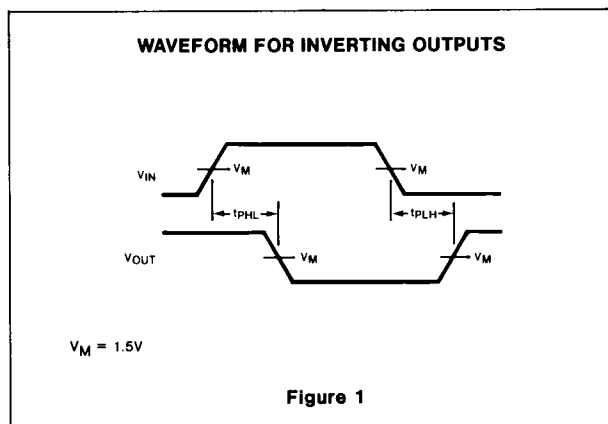 WAVEFORM FOR INVERTING OUTPUTS
VIN
VM
VM
tPHL
tPLH
VOUT
VM
VM
VM = 1.5V
Figure 1